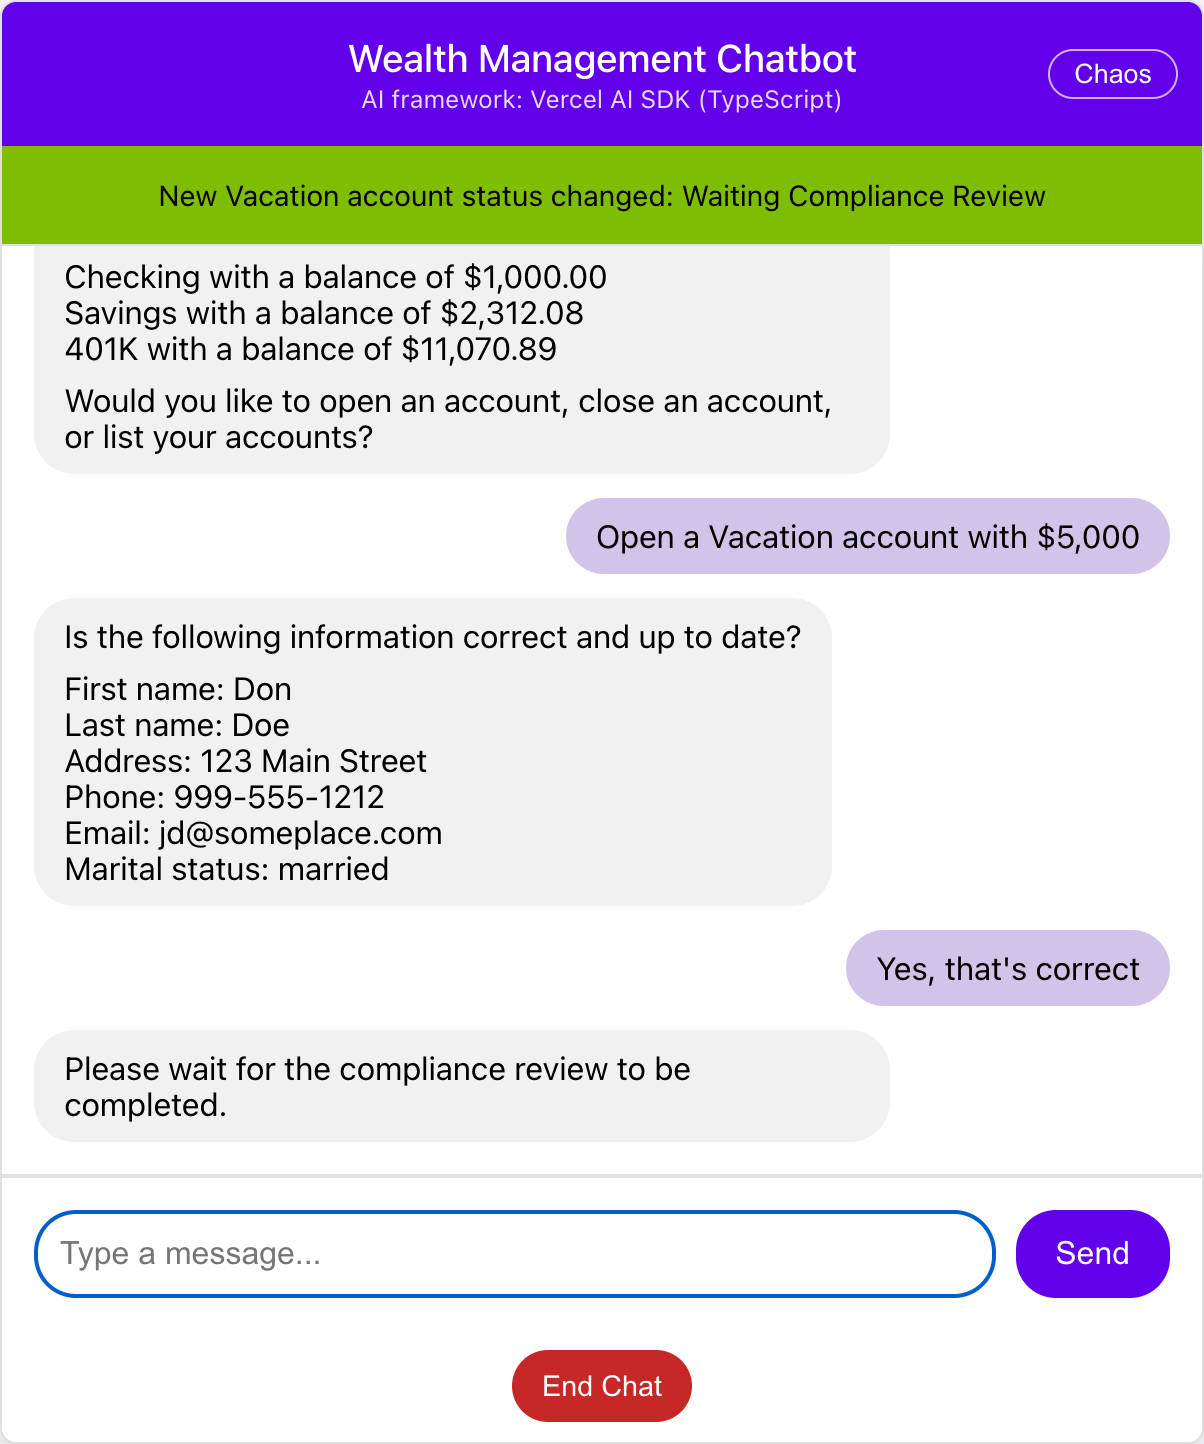 Wealth Management Chatbot
AI framework: Vercel AI SDK (TypeScript)
Chaos
New Vacation account status changed: Waiting Compliance Review
Checking with a balance of $1,000.00
Savings with a balance of $2,312.08
401K with a balance of $11,070.89
Would you like to open an account, close an account,
or list your accounts?
Open a Vacation account with $5,000
Is the following information correct and up to date?
First name: Don
Last name: Doe
Address: 123 Main Street
Phone: 999-555-1212
Email: jd@someplace.com
Marital status: married
Yes, that's correct
Please wait for the compliance review to be
completed.
Type a message...
Send
End Chat